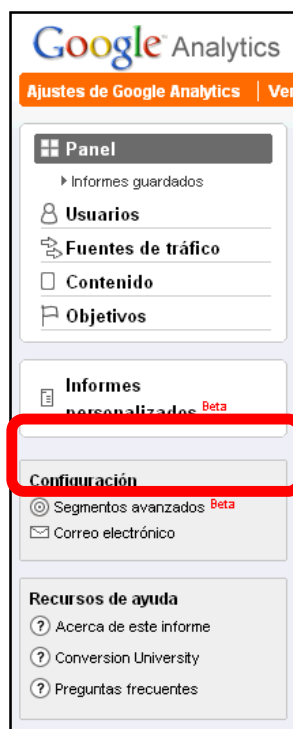 Google Analytics
Ajustes de Google Analytics | Ver
Panel
Informes guardados
Usuarios
Fuentes de tráfico
Contenido
Objetivos
Informes
personalizados Beta
Configuración
Segmentos avanzados Beta
Correo electrónico
Recursos de ayuda
Acerca de este informe
Conversion University
Preguntas frecuentes